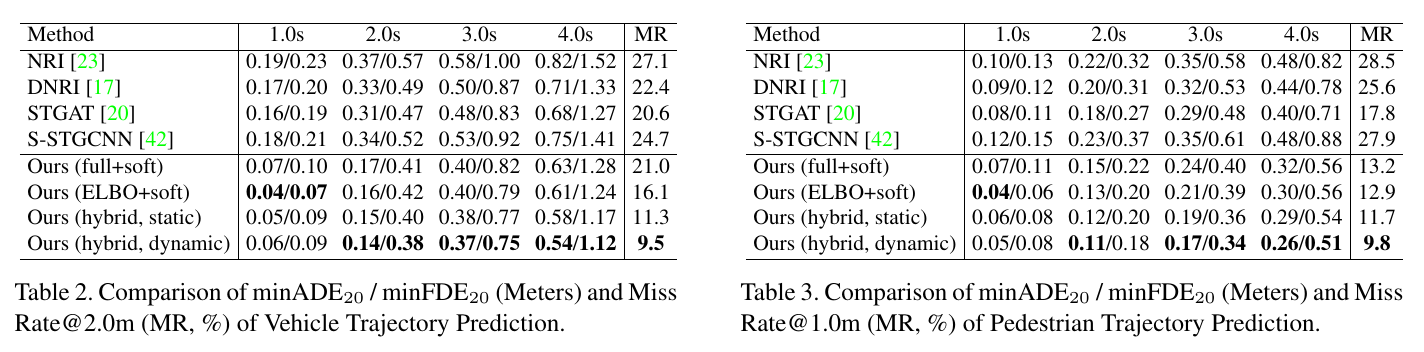 Method 1.0s 2.0s 3.0s 4.0s MR
NRI [23] 0.19/0.23 0.37/0.57 0.58/1.00 0.82/1.52 27.1
DNRI [17] 0.17/0.20 0.33/0.49 0.50/0.87 0.71/1.33 22.4
STGAT [20] 0.16/0.19 0.31/0.47 0.48/0.83 0.68/1.27 20.6
S-STGCNN [42] 0.18/0.21 0.34/0.52 0.53/0.92 0.75/1.41 24.7
Ours (full+soft) 0.07/0.10 0.17/0.41 0.40/0.82 0.63/1.28 21.0
Ours (ELBO+soft) 0.04/0.07 0.16/0.42 0.40/0.79 0.61/1.24 16.1
Ours (hybrid, static) 0.05/0.09 0.15/0.40 0.38/0.77 0.58/1.17 11.3
Ours (hybrid, dynamic) 0.06/0.09 0.14/0.38 0.37/0.75 0.54/1.12 9.5
Table 2. Comparison of minADE20 / minFDE20 (Meters) and Miss
Rate@2.0m (MR, %) of Vehicle Trajectory Prediction.
Method 1.0s 2.0s 3.0s 4.0s MR
NRI [23] 0.10/0.13 0.22/0.32 0.35/0.58 0.48/0.82 28.5
DNRI [17] 0.09/0.12 0.20/0.31 0.32/0.53 0.44/0.78 25.6
STGAT [20] 0.08/0.11 0.18/0.27 0.29/0.48 0.40/0.71 17.8
S-STGCNN [42] 0.12/0.15 0.23/0.37 0.35/0.61 0.48/0.88 27.9
Ours (full+soft) 0.07/0.11 0.15/0.22 0.24/0.40 0.32/0.56 13.2
Ours (ELBO+soft) 0.04/0.06 0.13/0.20 0.21/0.39 0.30/0.56 12.9
Ours (hybrid, static) 0.06/0.08 0.12/0.20 0.19/0.36 0.29/0.54 11.7
Ours (hybrid, dynamic) 0.05/0.08 0.11/0.18 0.17/0.34 0.26/0.51 9.8
Table 3. Comparison of minADE20 / minFDE20 (Meters) and Miss
Rate@1.0m (MR, %) of Pedestrian Trajectory Prediction.